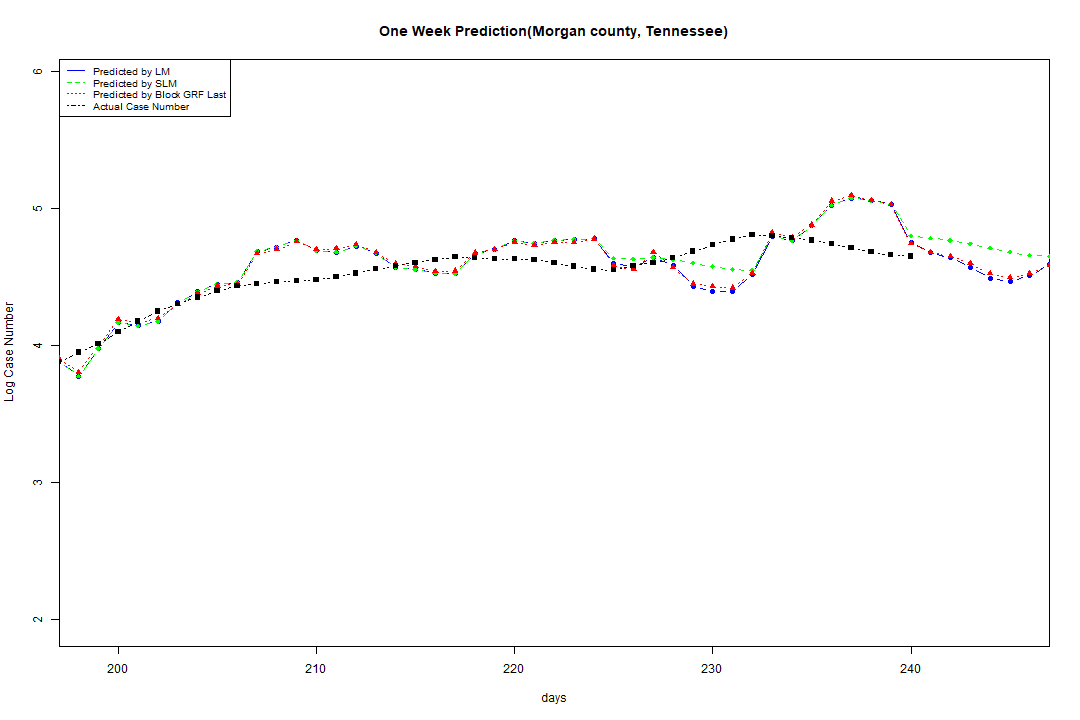 One Week Prediction(Morgan county, Tennessee)
Predicted by LM
Predicted by SLM
Predicted by Block GRF Last
Actual Case Number
6
5
4
3
2
Log Case Number
200 210 220 230 240
days